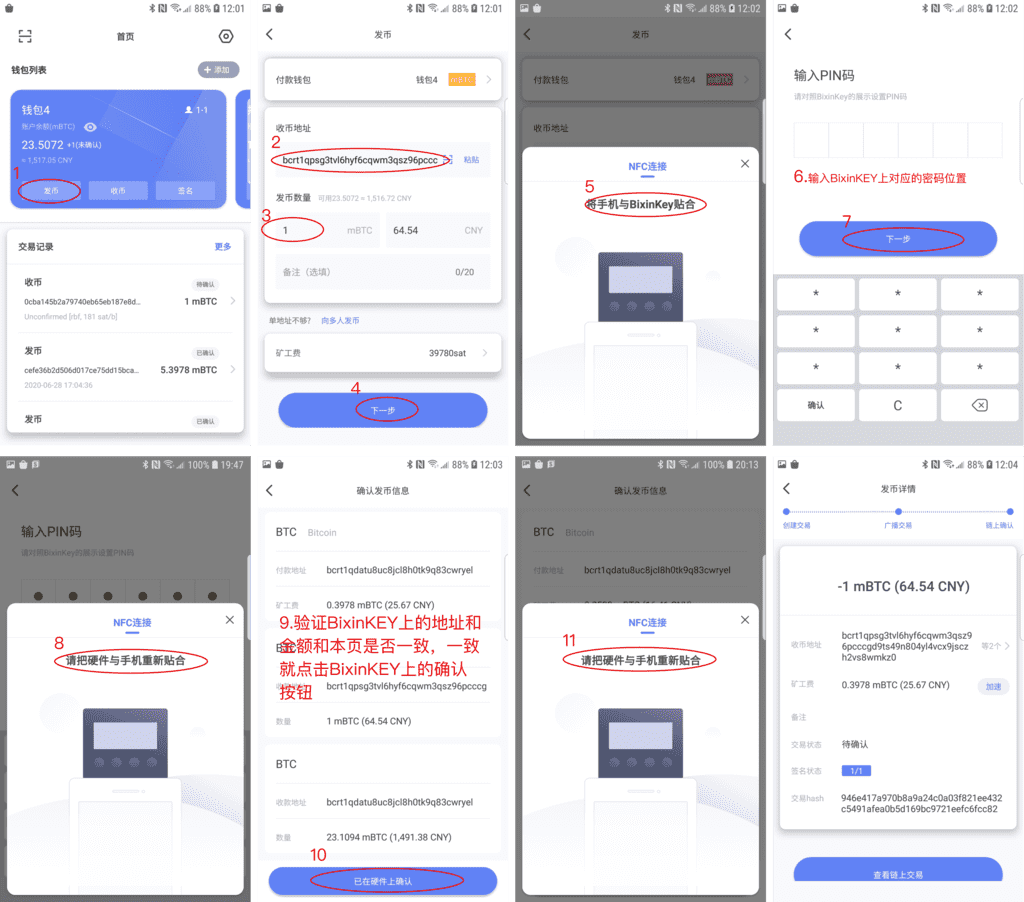 88% 12:01
首页
钱包列表
+ 添加
钱包4
1-1
账户余额(mBTC)
23.5072 +1(未确认)
≈ 1,517.05 CNY
1
发币
收币
签名
交易记录
更多
收币
待确认
0cba145b2a79740eb65eb187e8d...
1 mBTC
Unconfirmed [rbf, 181 sat/b]
发币
已确认
cefe36b2d506d017ce75dd15bca...
5.3978 mBTC
2020-06-28 17:04:36
发币
已确认
88% 12:01
发币
付款钱包
钱包4
收币地址
2
bcrt1qpsg3tvl6hyf6cqwm3qsz96pccc
粘贴
发币数量
可用23.5072 ≈ 1,516.72 CNY
3
1
mBTC
64.54
CNY
备注（选填）
0/20
单地址不够？
向多人发币
矿工费
39780sat
4
下一步
88% 12:02
发币
付款钱包
钱包4
收币地址
NFC连接
5
将手机与BixinKey贴合
88% 12:02
输入PIN码
请对照BixinKey的展示设置PIN码
6.输入BixinKEY上对应的密码位置
7
下一步
* * *
* * *
* * *
确认
C
100% 19:47
输入PIN码
请对照BixinKey的展示设置PIN码
NFC连接
8
请把硬件与手机重新贴合
88% 12:03
确认发币信息
BTC Bitcoin
付款地址
bcrt1qdatu8uc8jcl8h0tk9q83cwryel
矿工费
0.3978 mBTC (25.67 CNY)
9.验证BixinKEY上的地址和
金额和本页是否一致，一致
就点击BixinKEY上的确认
按钮
bcrt1qpsg3tvl6hyf6cqwm3qsz96pcccg
数量
1 mBTC (64.54 CNY)
BTC
收款地址
bcrt1qdatu8uc8jcl8h0tk9q83cwryel
数量
23.1094 mBTC (1,491.38 CNY)
10
已在硬件上确认
100% 20:13
确认发币信息
BTC Bitcoin
付款地址
bcrt1qdatu8uc8jcl8h0tk9q83cwryel
NFC连接
11
请把硬件与手机重新贴合
88% 12:04
发币详情
创建交易
广播交易
链上确认
-1 mBTC (64.54 CNY)
收币地址
bcrt1qpsg3tvl6hyf6cqwm3qsz9
6pcccgd9ts49n804yl4vcx9jscz
h2vs8wmkz0
等2个
矿工费
0.3978 mBTC (25.67 CNY)
加速
备注
交易状态
待确认
签名状态
1/1
交易hash
946e417a970b8a9a24c0a03f821ee432
c5491afea0b5d169bc9721eefc6fcc82
查看链上交易